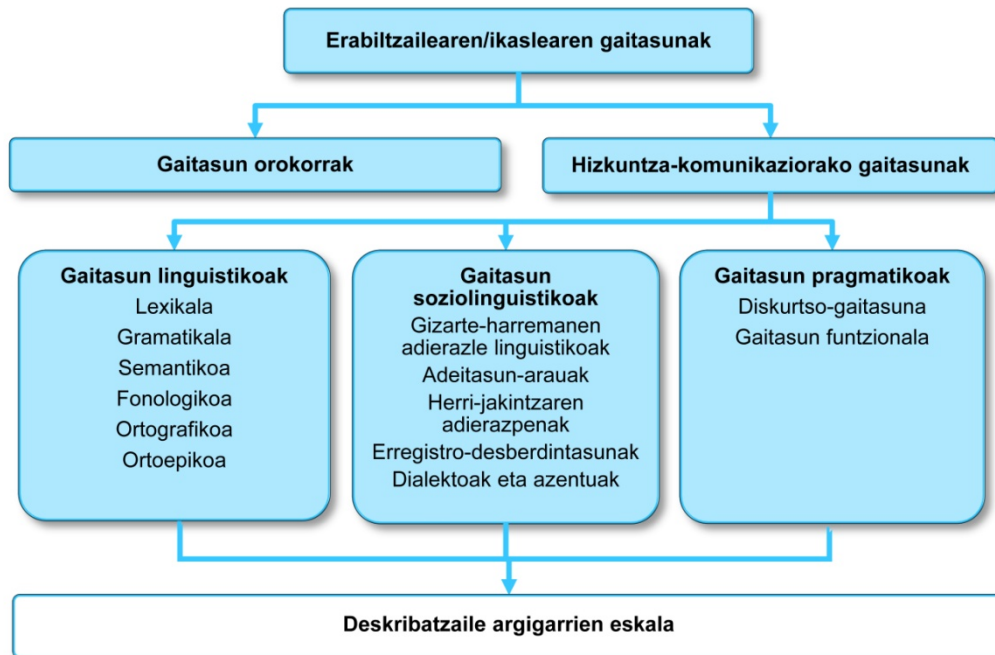 Erabiltzailearen/ikaslearen gaitasunak
Gaitasun orokorrak
Hizkuntza-komunikaziorako gaitasunak
Gaitasun linguistikoak
Lexikala
Gramatikala
Semantikoa
Fonologikoa
Ortografikoa
Ortoepikoa
Gaitasun
soziolinguistikoak
Gizarte-harremanen
adierazle linguistikoak
Adeitasun-arauak
Herri-jakintzaren
adierazpenak
Erregistro-desberdintasunak
Dialektoak eta azentuak
Gaitasun pragmatikoak
Diskurtso-gaitasuna
Gaitasun funtzionala
Deskribatzaile argigarrien eskala